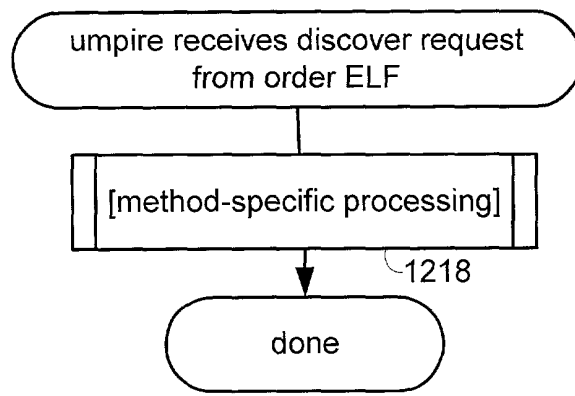 umpire receives discover request
from order ELF
[method-specific processing]
1218
done